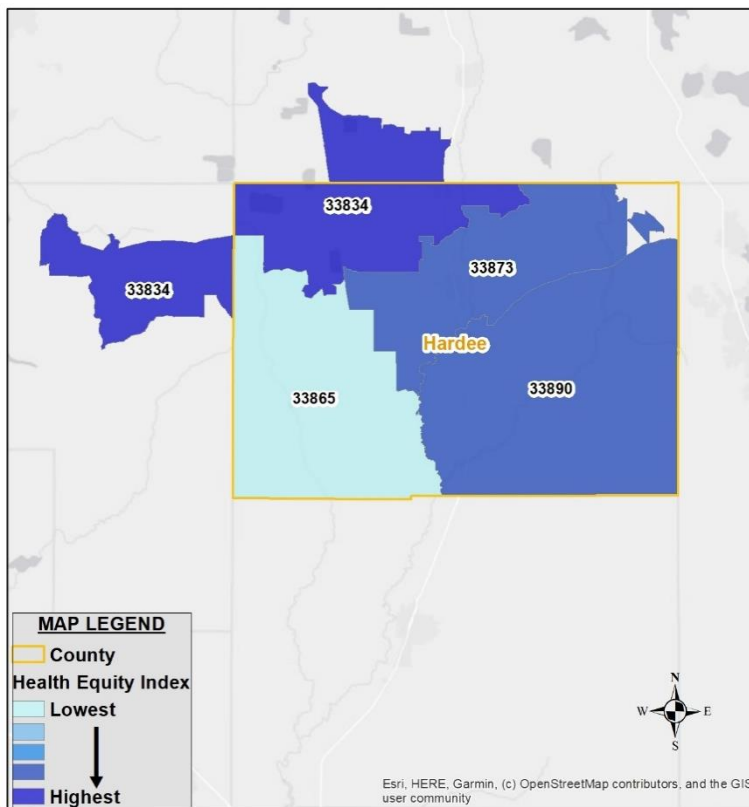 33834
33834
33873
Hardee
33865
33890
MAP LEGEND
County
Health Equity Index
Lowest
Highest
N
W E
S
Esri, HERE, Garmin, (c) OpenStreetMap contributors, and the GIS
user community